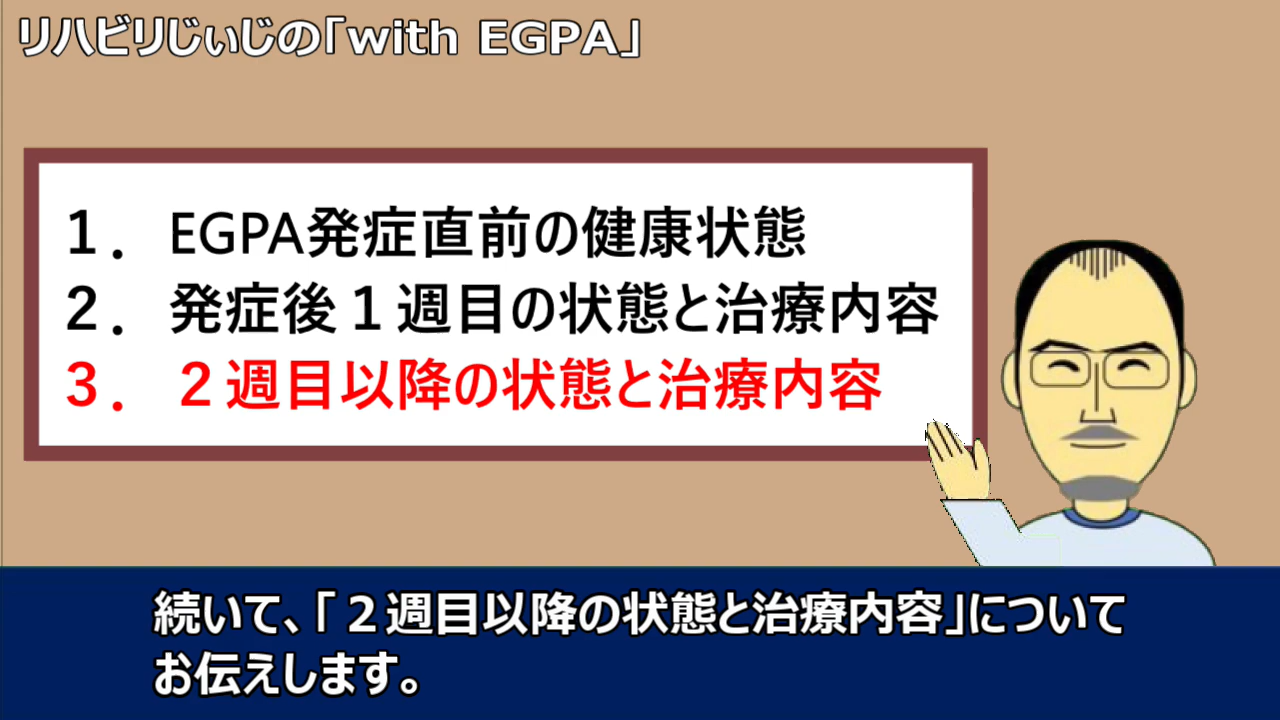 リハビリじぃじの「with EGPA」
１．EGPA発症直前の健康状態
２．発症後１週目の状態と治療内容
３．２週目以降の状態と治療内容
続いて、「２週目以降の状態と治療内容」について
お伝えします。